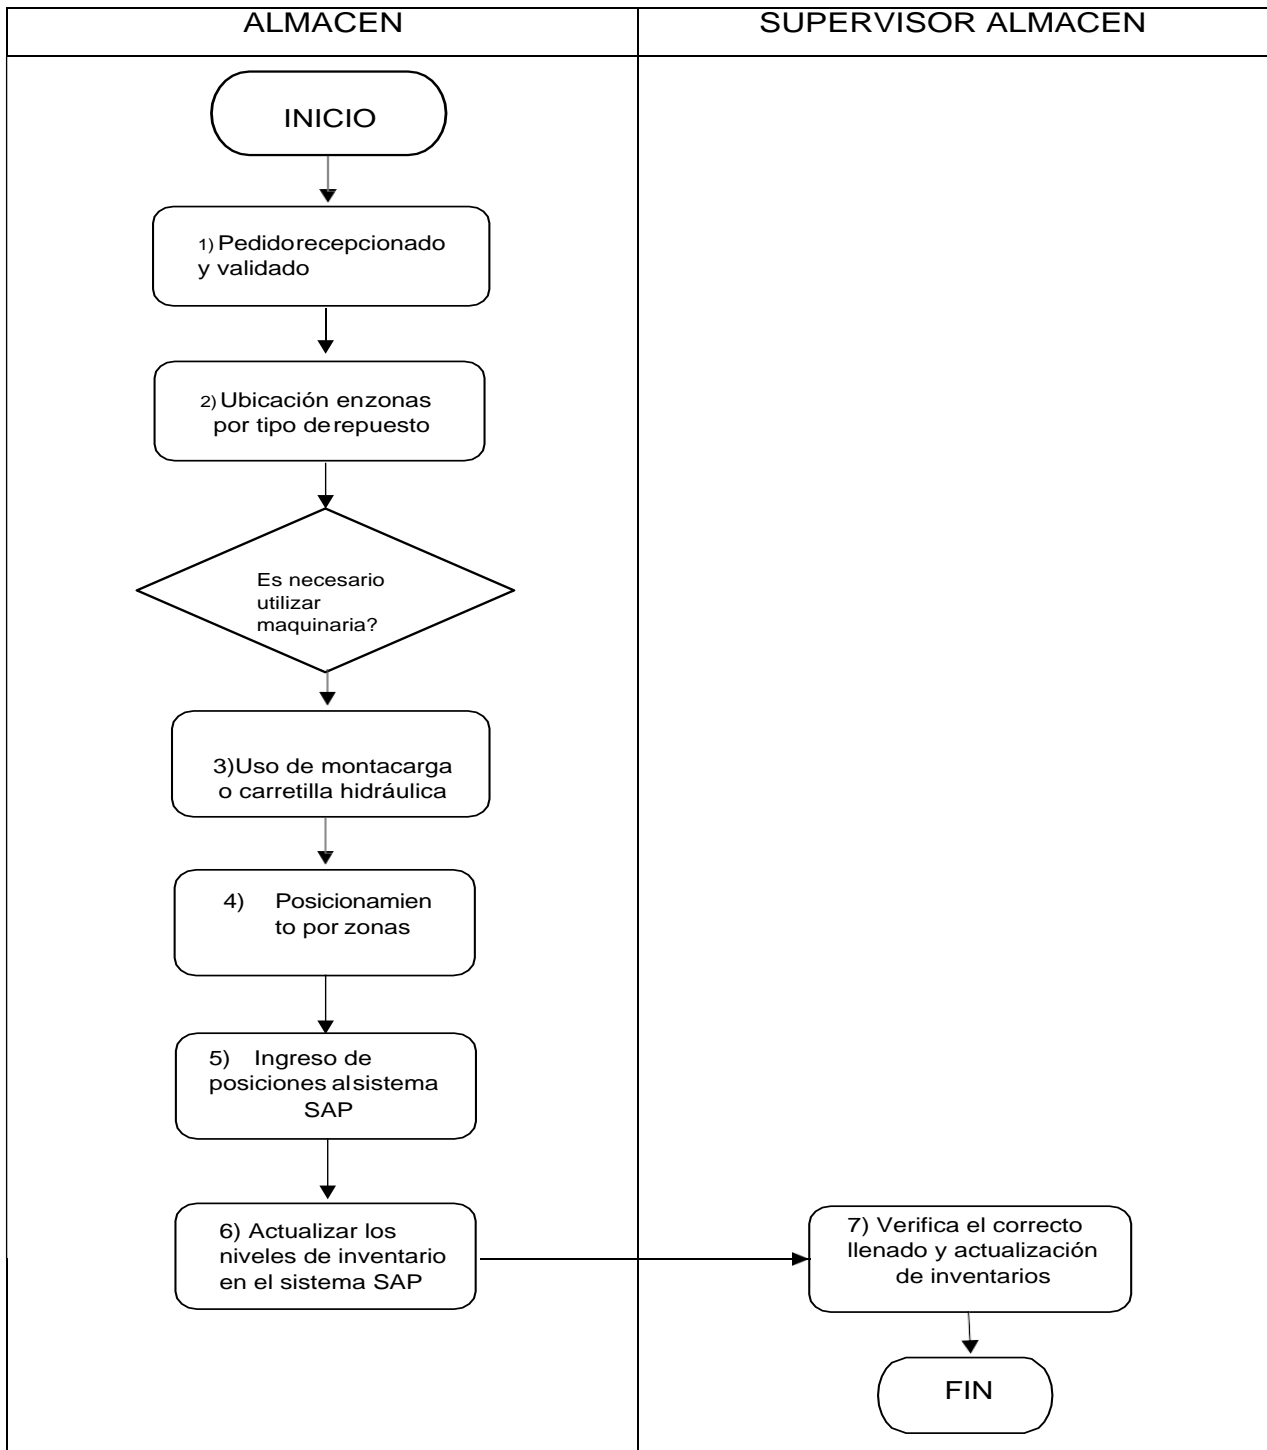 ALMACEN
SUPERVISOR ALMACEN
INICIO
1) Pedidorecepcionado
y validado
2) Ubicación enzonas
por tipo derepuesto
Es necesario
utilizar
maquinaria?
3)Uso de montacarga
o carretilla hidráulica
4) Posicionamien
to por zonas
5) Ingreso de
posiciones alsistema
SAP
6) Actualizar los
niveles de inventario
en el sistema SAP
7) Verifica el correcto
llenado y actualización
de inventarios
FIN